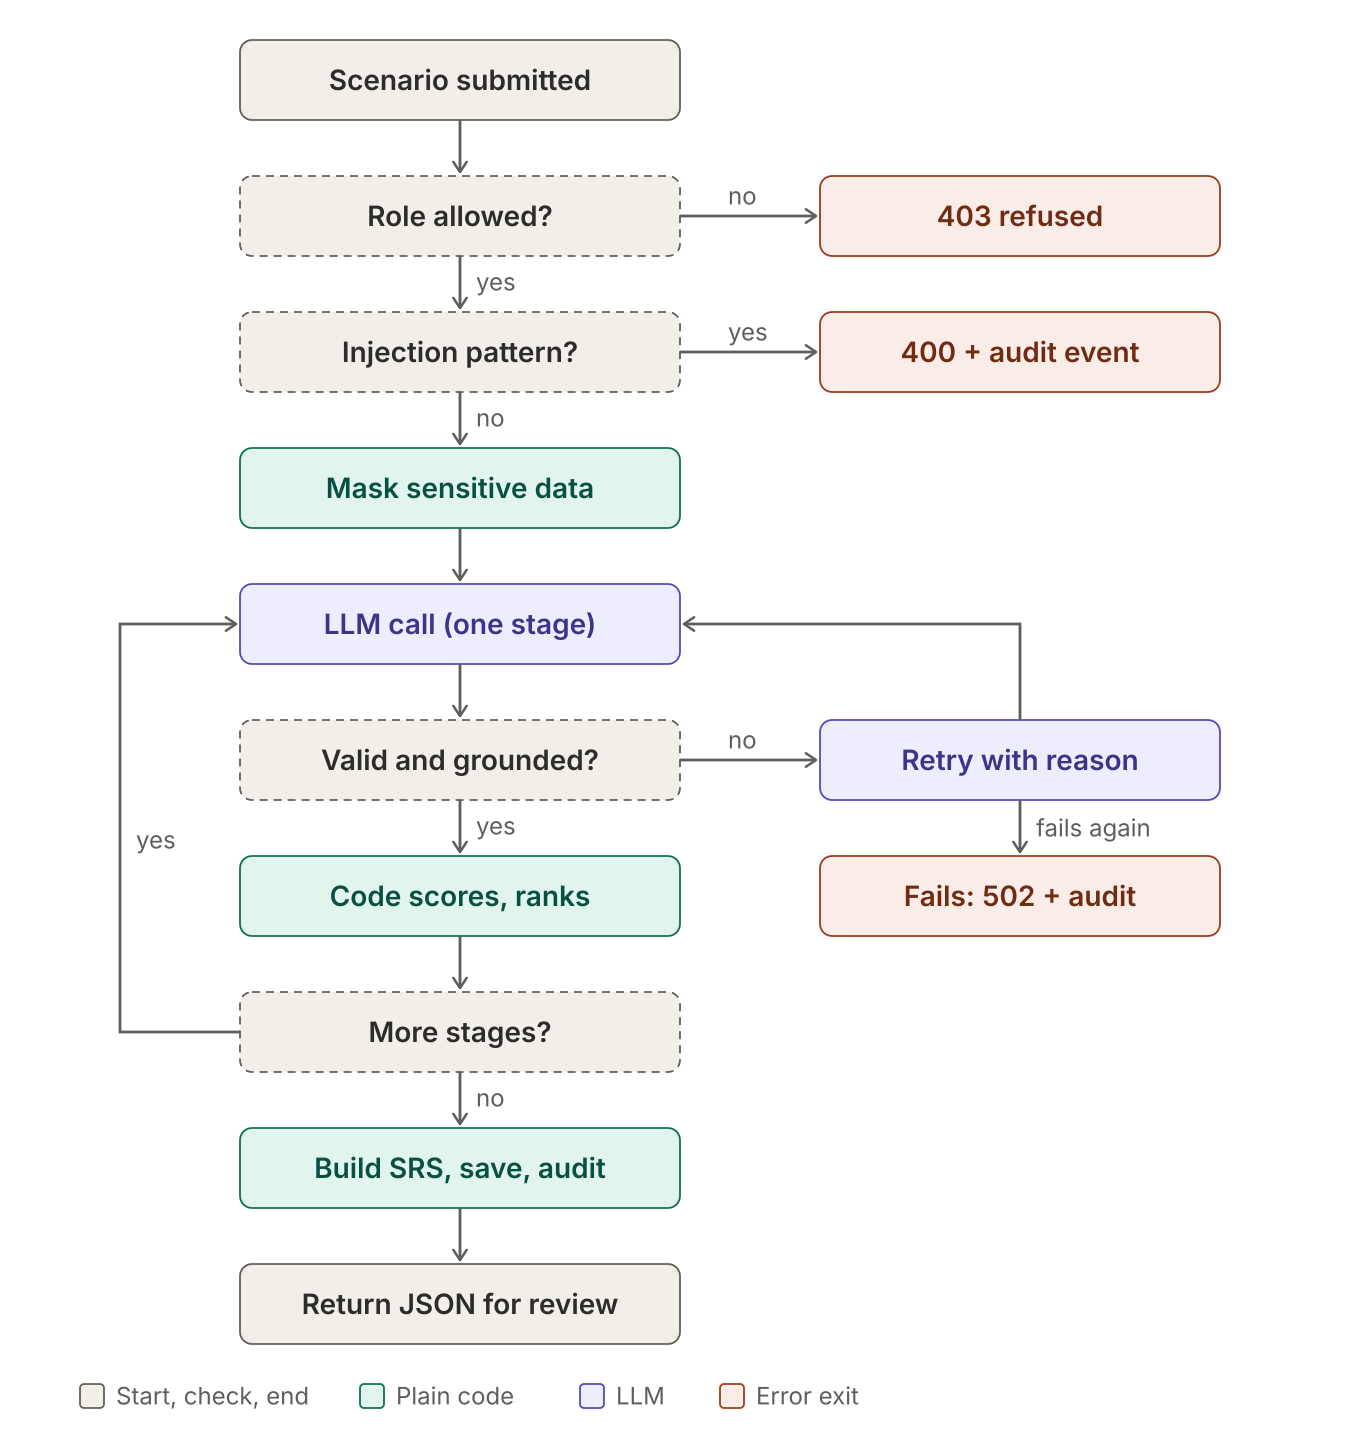 Scenario submitted
Role allowed?
no
403 refused
yes
Injection pattern?
yes
400 + audit event
no
Mask sensitive data
LLM call (one stage)
Valid and grounded?
no
Retry with reason
yes
fails again
yes
Code scores, ranks
Fails: 502 + audit
More stages?
no
Build SRS, save, audit
Return JSON for review
Start, check, end
Plain code
LLM
Error exit